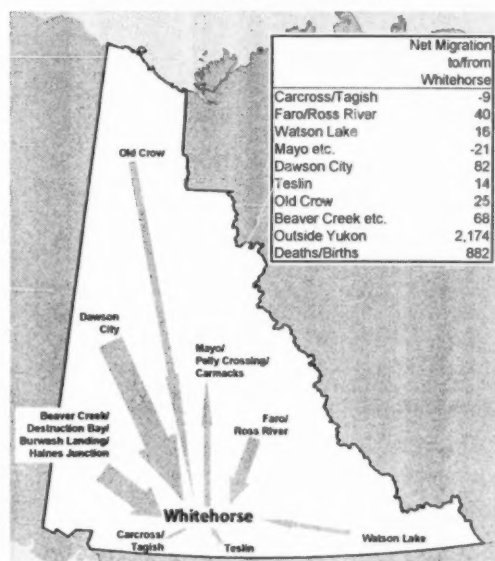 Net Migration
to/from
Whitehorse
Carcross/Tagish -9
Faro/Ross River 40
Watson Lake 16
Mayo etc. -21
Dawson City 82
Teslin 14
Old Crow 25
Beaver Creek etc. 68
Outside Yukon 2,174
Deaths/Births 882
Old Crow
Dawson
City
Mayo/
Pelly Crossing/
Carmacks
Beaver Creek/
Destruction Bay/
Burwash Landing/
Haines Junction
Faro/
Ross River
Whitehorse
Carcross/
Tagish
Teslin
Watson Lake